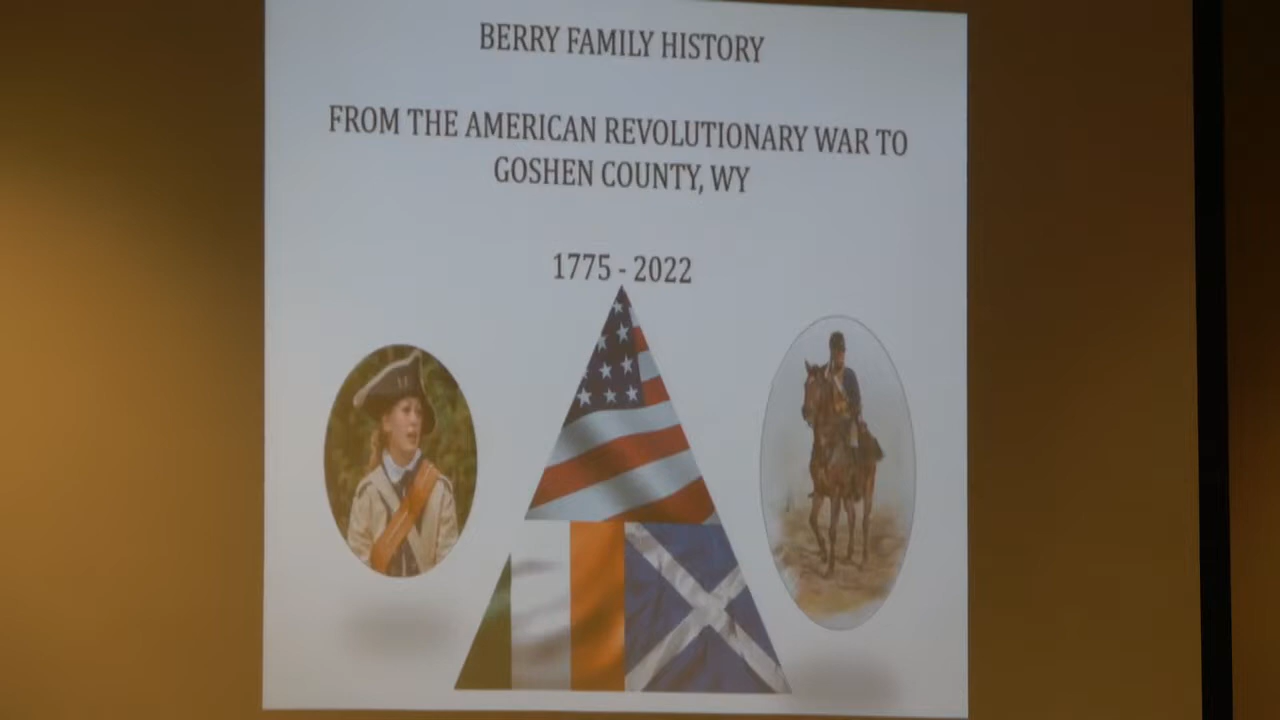 BERRY FAMILY HISTORY
FROM THE AMERICAN REVOLUTIONARY WAR TO
GOSHEN COUNTY, WY
1775 - 2022